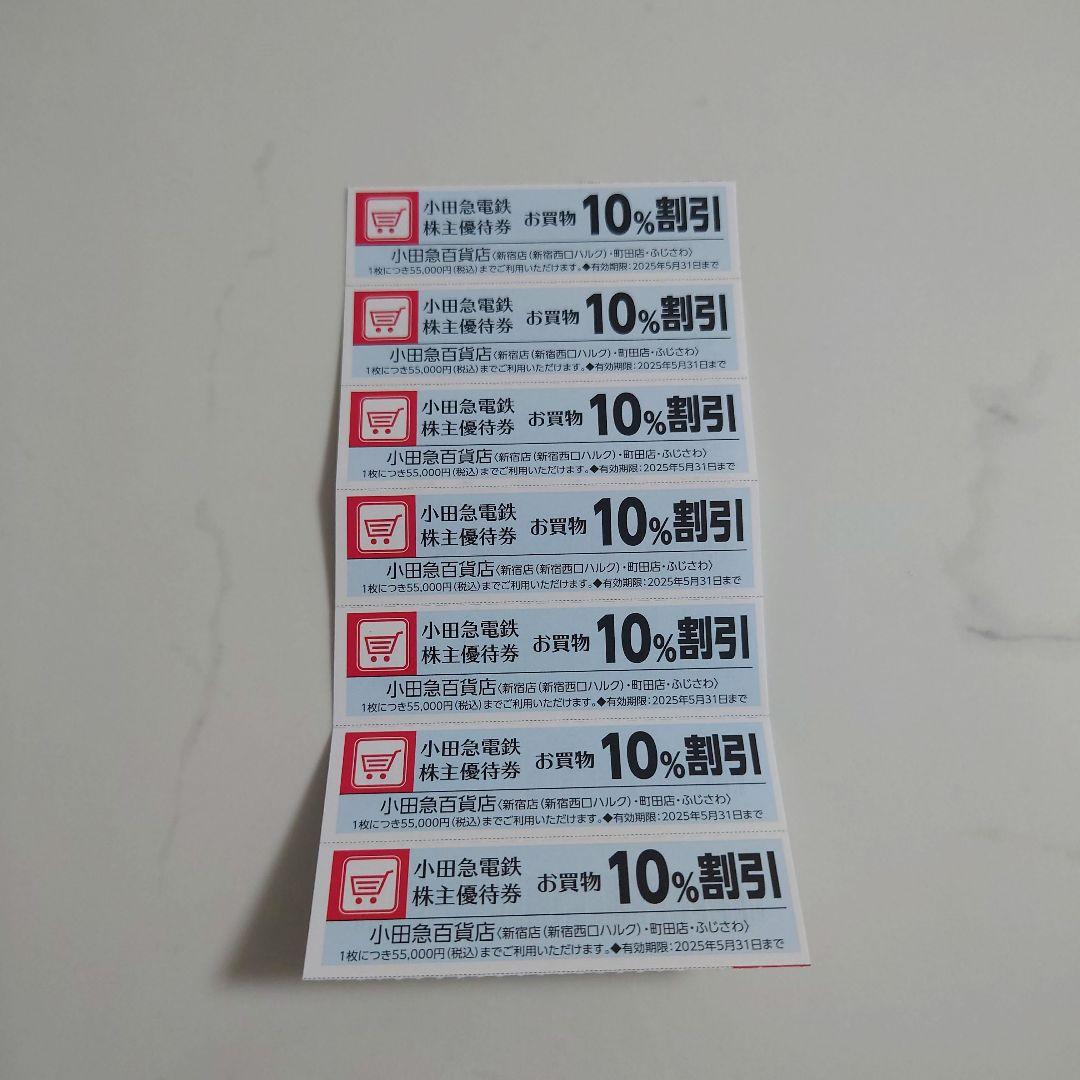 小田急電鉄
株主優待券 お買物 10%割引
小田急百貨店〈新宿店(新宿西口ハルク)・町田店・ふじさわ〉
1枚につき55,000円(税込)までご利用いただけます。◆有効期限:2025年5月31日まで
小田急電鉄
株主優待券 お買物 10%割引
小田急百貨店〈新宿店(新宿西口ハルク)・町田店・ふじさわ〉
1枚につき55,000円(税込)までご利用いただけます。◆有効期限:2025年5月31日まで
小田急電鉄
株主優待券 お買物 10%割引
小田急百貨店〈新宿店(新宿西口ハルク)・町田店・ふじさわ〉
1枚につき55,000円(税込)までご利用いただけます。◆有効期限:2025年5月31日まで
小田急電鉄
株主優待券 お買物 10%割引
小田急百貨店〈新宿店(新宿西口ハルク)・町田店・ふじさわ〉
1枚につき55,000円(税込)までご利用いただけます。◆有効期限:2025年5月31日まで
小田急電鉄
株主優待券 お買物 10%割引
小田急百貨店〈新宿店(新宿西口ハルク)・町田店・ふじさわ〉
1枚につき55,000円(税込)までご利用いただけます。◆有効期限:2025年5月31日まで
小田急電鉄
株主優待券 お買物 10%割引
小田急百貨店〈新宿店(新宿西口ハルク)・町田店・ふじさわ〉
1枚につき55,000円(税込)までご利用いただけます。◆有効期限:2025年5月31日まで
小田急電鉄
株主優待券 お買物 10%割引
小田急百貨店〈新宿店(新宿西口ハルク)・町田店・ふじさわ〉
1枚につき55,000円(税込)までご利用いただけます。◆有効期限:2025年5月31日まで